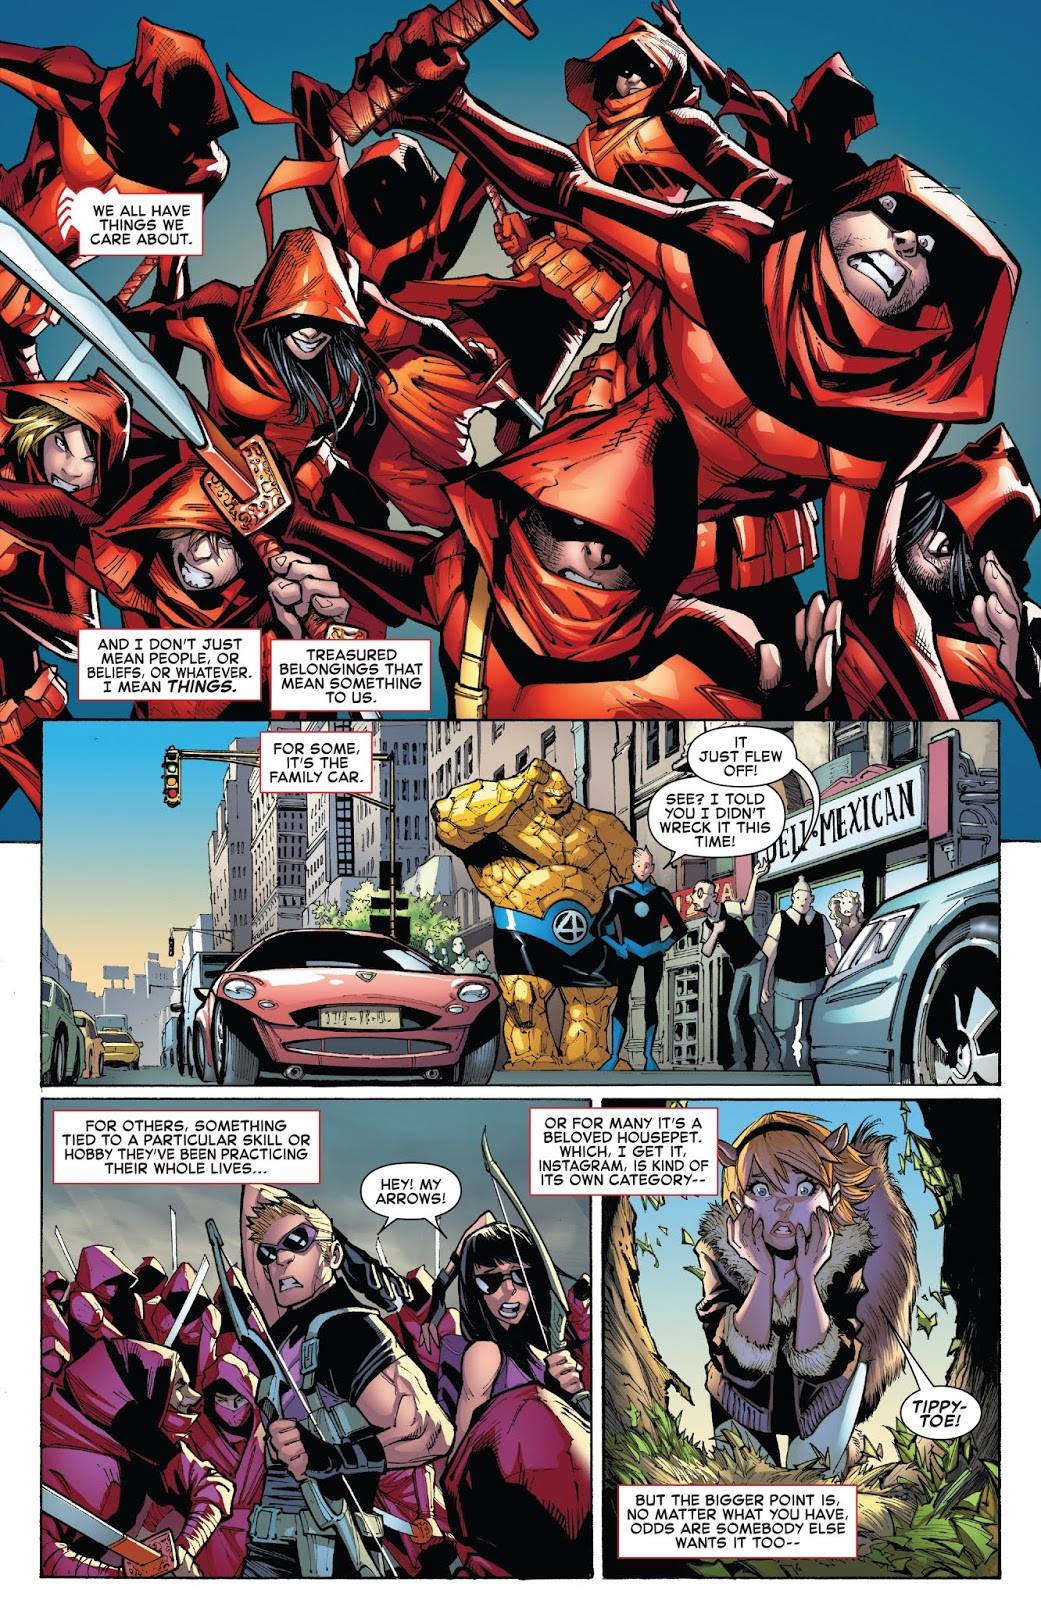 WE ALL HAVE
THINGS WE
CARE ABOUT.
AND I DON'T JUST
MEAN PEOPLE, OR
BELIEFS, OR WHATEVER.
I MEAN THINGS.
TREASURED
BELONGINGS THAT
MEAN SOMETHING
TO US.
FOR SOME,
IT'S THE
FAMILY CAR.
IT
JUST FLEW
OFF!
SEE? I TOLD
YOU I DIDN'T
WRECK IT THIS
TIME!
DELI•MEXICAN
4
FOR OTHERS, SOMETHING
TIED TO A PARTICULAR SKILL OR
HOBBY THEY'VE BEEN PRACTICING
THEIR WHOLE LIVES...
HEY! MY
ARROWS!
OR FOR MANY IT'S A
BELOVED HOUSEPET.
WHICH, I GET IT,
INSTAGRAM, IS KIND OF
ITS OWN CATEGORY--
TIPPY-
TOE!
BUT THE BIGGER POINT IS,
NO MATTER WHAT YOU HAVE,
ODDS ARE SOMEBODY ELSE
WANTS IT TOO--